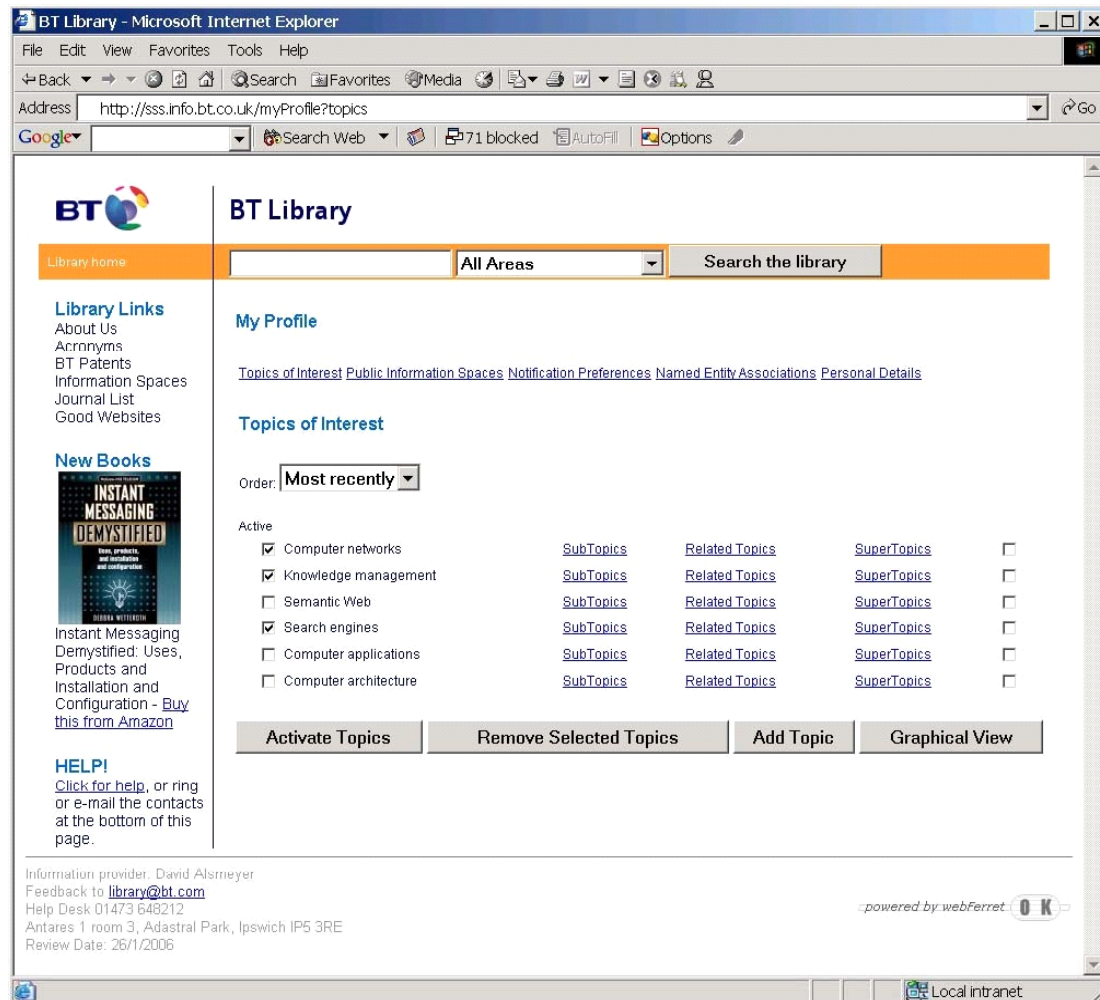 BT Library - Microsoft Internet Explorer
File Edit View Favorites Tools Help
Back Search Favorites Media
Address http://sss.info.bt.co.uk/myProfile?topics Go
Google Search Web 71 blocked AutoFill Options
BT
BT Library
Library home All Areas Search the library
Library Links
About Us
Acronyms
BT Patents
Information Spaces
Journal List
Good Websites
New Books
INSTANT
MESSAGING
DEMYSTIFIED
Uses, products,
and installation
and configuration
DEBRA WETTEROTH
Instant Messaging
Demystified: Uses,
Products and
Installation and
Configuration - Buy
this from Amazon
HELP!
Click for help, or ring
or e-mail the contacts
at the bottom of this
page.
My Profile
Topics of Interest Public Information Spaces Notification Preferences Named Entity Associations Personal Details
Topics of Interest
Order: Most recently
Active
Computer networks SubTopics Related Topics SuperTopics
Knowledge management SubTopics Related Topics SuperTopics
Semantic Web SubTopics Related Topics SuperTopics
Search engines SubTopics Related Topics SuperTopics
Computer applications SubTopics Related Topics SuperTopics
Computer architecture SubTopics Related Topics SuperTopics
Activate Topics Remove Selected Topics Add Topic Graphical View
Information provider: David Alsmeyer
Feedback to library@bt.com
Help Desk 01473 648212
Antares 1 room 3, Adastral Park, Ipswich IP5 3RE
Review Date: 26/1/2006
powered by webFerret O K
Local intranet